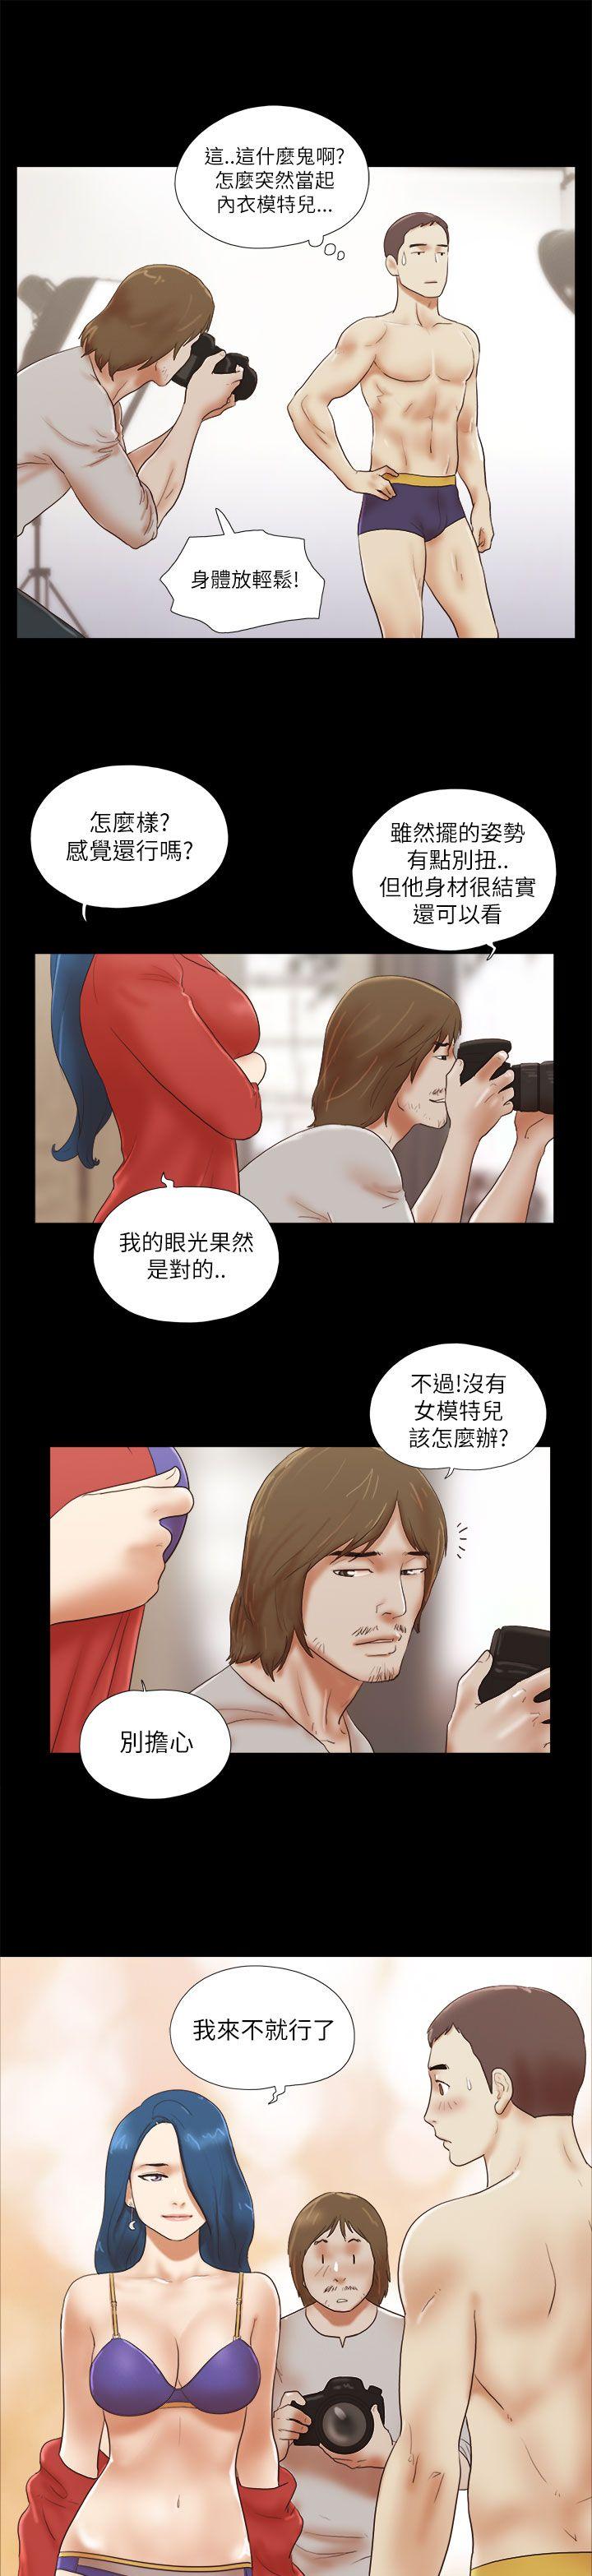 這..這什麼鬼啊?
怎麼突然當起
內衣模特兒...
身體放輕鬆!
怎麼樣?
感覺還行嗎?
雖然擺的姿勢
有點別扭..
但他身材很結實
還可以看
我的眼光果然
是對的..
不過!沒有
女模特兒
該怎麼辦?
別擔心
我來不就行了